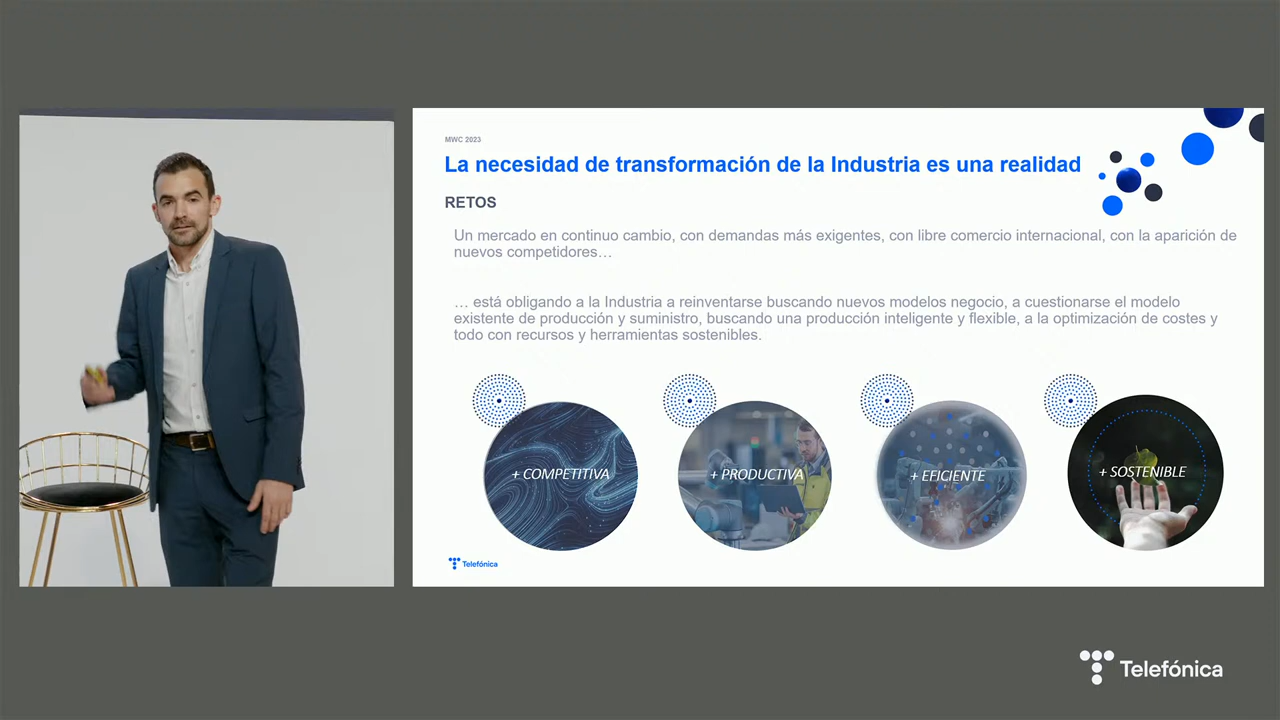 MWC 2023
La necesidad de transformación de la Industria es una realidad
RETOS
Un mercado en continuo cambio, con demandas más exigentes, con libre comercio internacional, con la aparición de
nuevos competidores…
… está obligando a la Industria a reinventarse buscando nuevos modelos negocio, a cuestionarse el modelo
existente de producción y suministro, buscando una producción inteligente y flexible, a la optimización de costes y
todo con recursos y herramientas sostenibles.
+ COMPETITIVA
+ PRODUCTIVA
+ EFICIENTE
+ SOSTENIBLE
Telefónica
Telefónica